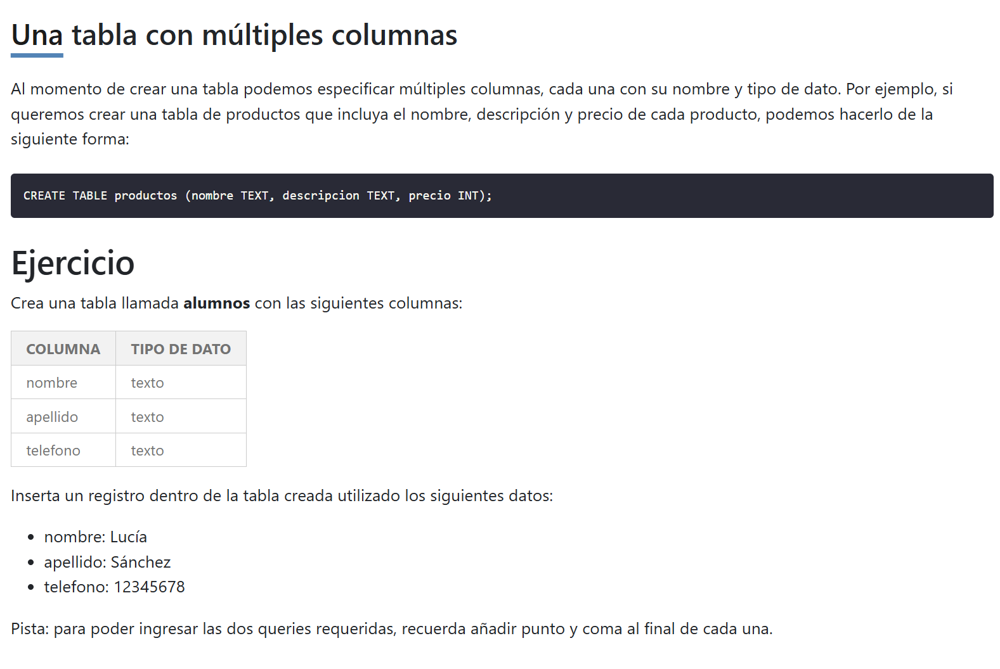 Una tabla con múltiples columnas
Al momento de crear una tabla podemos especificar múltiples columnas, cada una con su nombre y tipo de dato. Por ejemplo, si
queremos crear una tabla de productos que incluya el nombre, descripción y precio de cada producto, podemos hacerlo de la
siguiente forma:
CREATE TABLE productos (nombre TEXT, descripcion TEXT, precio INT);
Ejercicio
Crea una tabla llamada alumnos con las siguientes columnas:
COLUMNA TIPO DE DATO
nombre texto
apellido texto
telefono texto
Inserta un registro dentro de la tabla creada utilizado los siguientes datos:
• nombre: Lucía
• apellido: Sánchez
• telefono: 12345678
Pista: para poder ingresar las dos queries requeridas, recuerda añadir punto y coma al final de cada una.